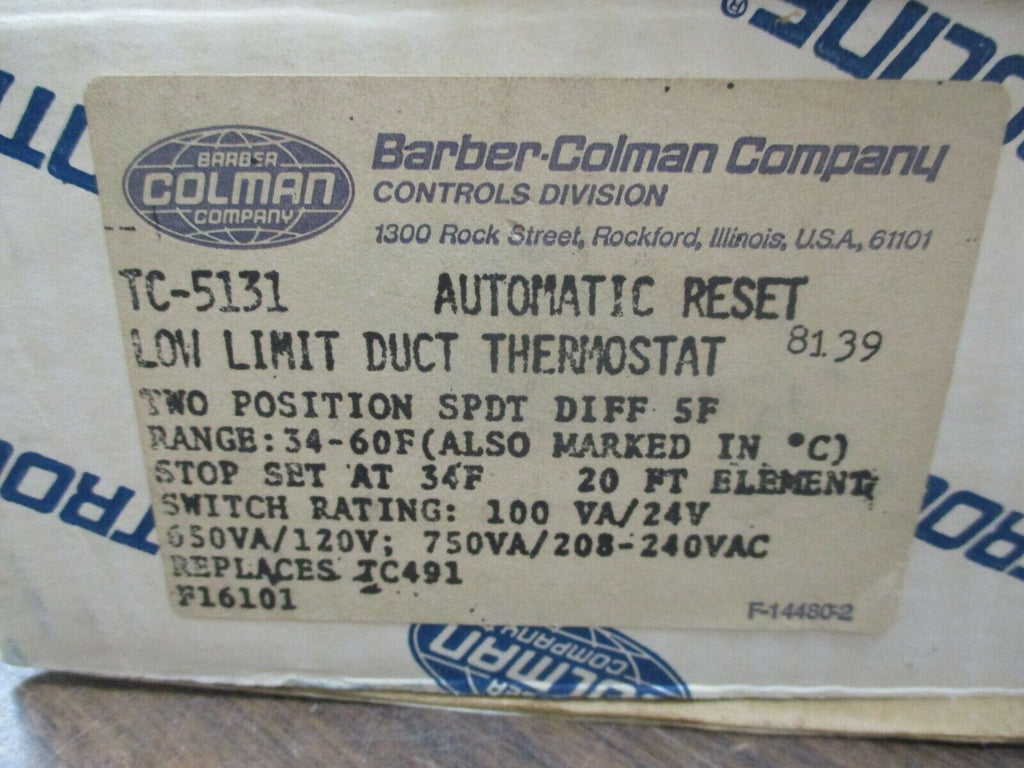 BARBER
COLMAN
COMPANY
Barber-Colman Company
CONTROLS DIVISION
1300 Rock Street, Rockford, Illinois, U.S.A., 61101
TC-5131 AUTOMATIC RESET
LOW LIMIT DUCT THERMOSTAT 8139
TWO POSITION SPDT DIFF 5F
RANGE:34-60F(ALSO MARKED IN °C)
STOP SET AT 34F 20 FT ELEMENT
SWITCH RATING: 100 VA/24V
650VA/120V; 750VA/208-240VAC
REPLACES TC491
F16101
F-14480-2
COLMAN
COMPANY